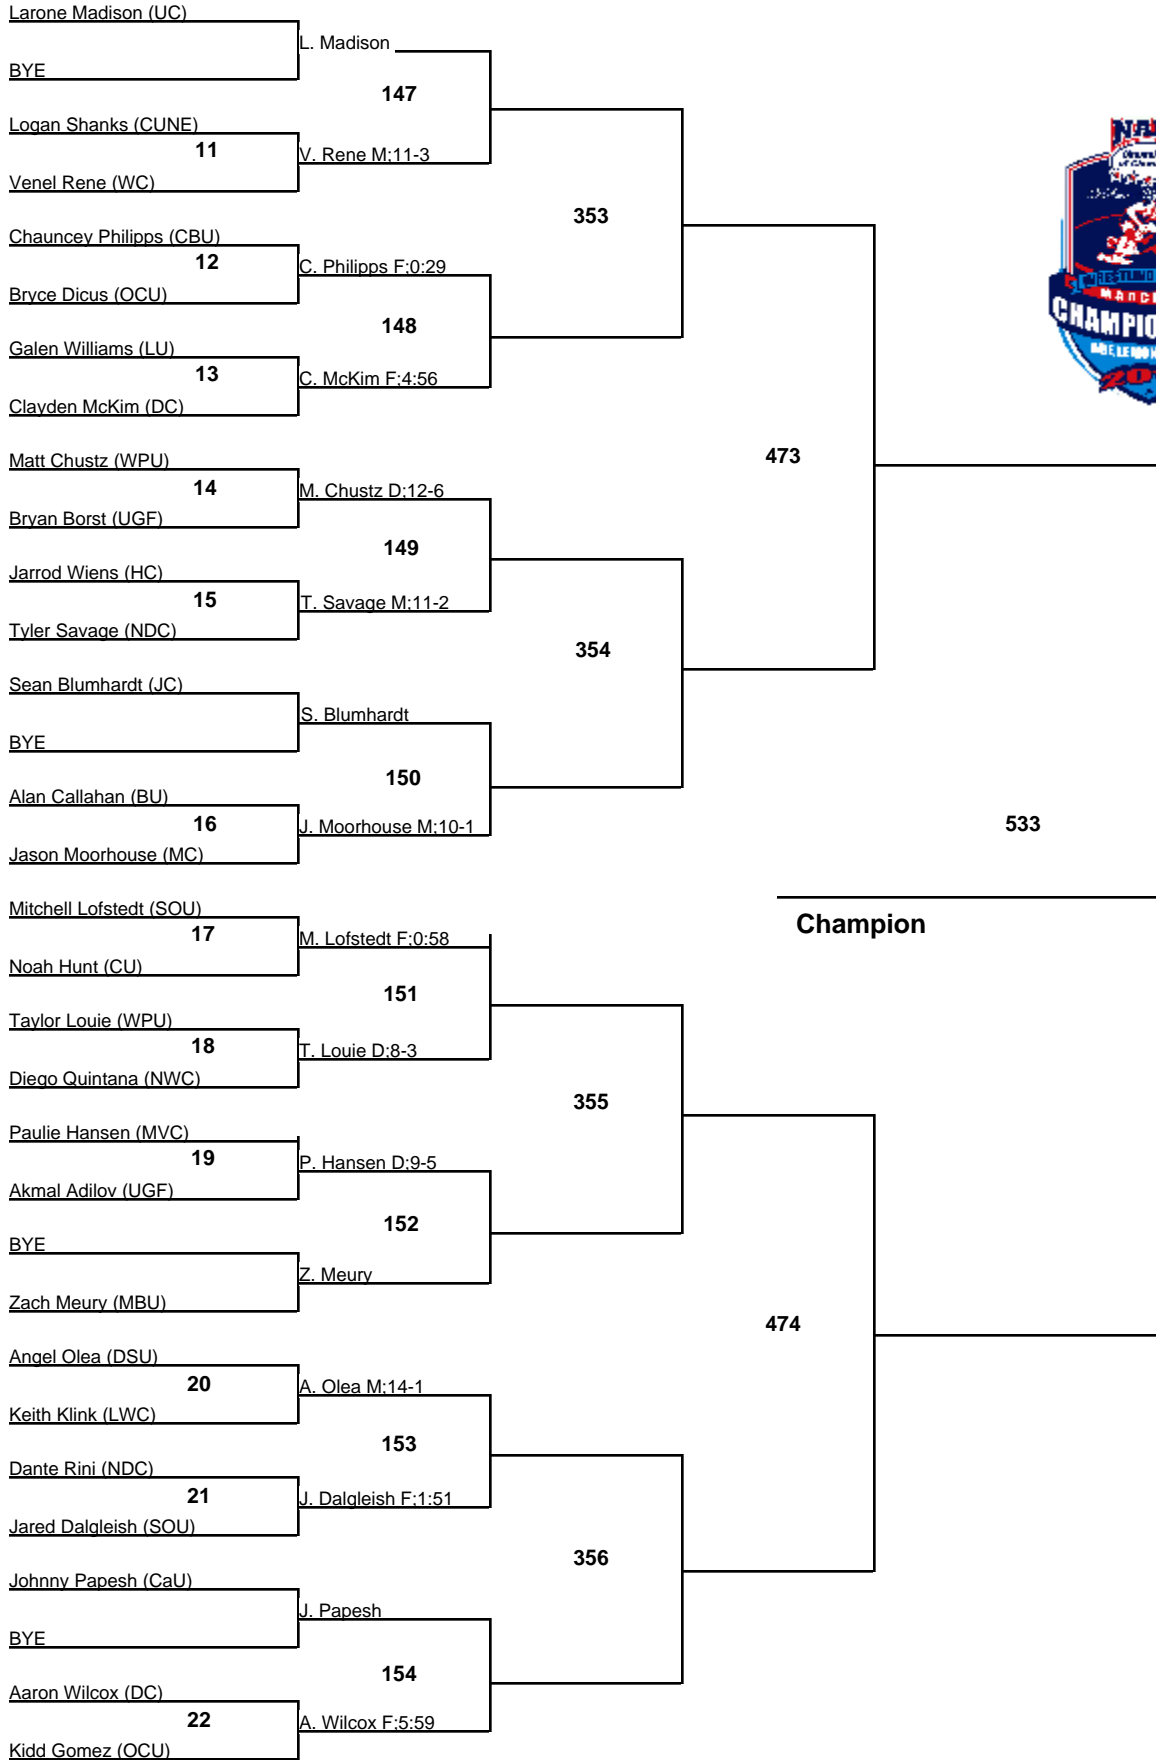 Larone Madison (UC)
L. Madison
BYE
147
Logan Shanks (CUNE)
11
V. Rene M;11-3
Venel Rene (WC)
353
Chauncey Philipps (CBU)
12
C. Philipps F;0:29
Bryce Dicus (OCU)
148
Galen Williams (LU)
13
C. McKim F;4:56
Clayden McKim (DC)
473
Matt Chustz (WPU)
14
M. Chustz D;12-6
Bryan Borst (UGF)
149
Jarrod Wiens (HC)
15
T. Savage M;11-2
Tyler Savage (NDC)
354
Sean Blumhardt (JC)
S. Blumhardt
BYE
150
Alan Callahan (BU)
16
J. Moorhouse M;10-1
Jason Moorhouse (MC)
533
Champion
Mitchell Lofstedt (SOU)
17
M. Lofstedt F;0:58
Noah Hunt (CU)
151
Taylor Louie (WPU)
18
T. Louie D;8-3
Diego Quintana (NWC)
355
Paulie Hansen (MVC)
19
P. Hansen D;9-5
Akmal Adilov (UGF)
152
BYE
Z. Meury
Zach Meury (MBU)
474
Angel Olea (DSU)
20
A. Olea M;14-1
Keith Klink (LWC)
153
Dante Rini (NDC)
21
J. Dalgleish F;1:51
Jared Dalgleish (SOU)
356
Johnny Papesh (CaU)
J. Papesh
BYE
154
Aaron Wilcox (DC)
22
A. Wilcox F;5:59
Kidd Gomez (OCU)